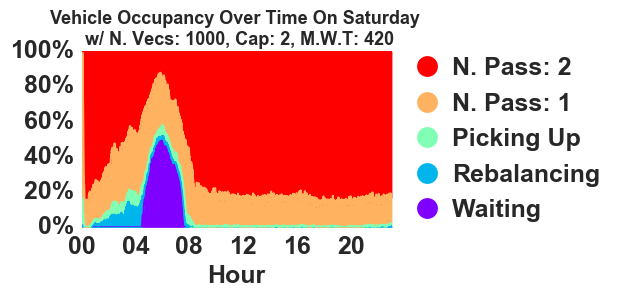 Vehicle Occupancy Over Time On Saturday
w/ N. Vecs: 1000, Cap: 2, M.W.T: 420
100%
80%
60%
40%
20%
0%
00 04 08 12 16 20
Hour
N. Pass: 2
N. Pass: 1
Picking Up
Rebalancing
Waiting